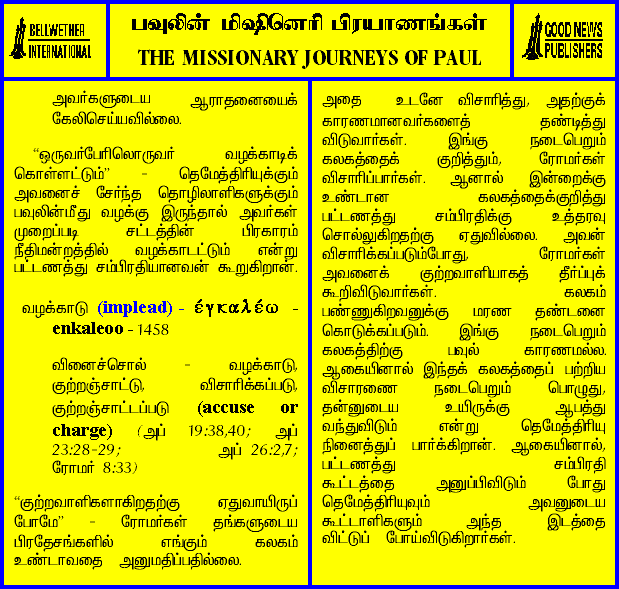 BELLWETHER
INTERNATIONAL
பவுலின் மிஷினெரி பிரயாணங்கள்
THE MISSIONARY JOURNEYS OF PAUL
GOOD NEWS
PUBLISHERS
அவர்களுடைய ஆராதனையைக்
கேலிசெய்யவில்லை.
“ஒருவர்பேரிலொருவர் வழக்காடிக்
கொள்ளட்டும்” - தெமேத்திரியுக்கும்
அவனைச் சேர்ந்த தொழிலாளிகளுக்கும்
பவுலின்மீது வழக்கு இருந்தால் அவர்கள்
முறைப்படி சட்டத்தின் பிரகாரம்
நீதிமன்றத்தில் வழக்காடட்டும் என்று
பட்டணத்து சம்பிரதியானவன் கூறுகிறான்.
வழக்காடு (implead) - έγκαλέω -
enkaleoo - 1458
வினைச்சொல் - வழக்காடு,
குற்றஞ்சாட்டு, விசாரிக்கப்படு,
குற்றஞ்சாட்டப்படு (accuse or
charge) (அப் 19:38,40; அப்
23:28-29; அப் 26:2,7;
ரோமர் 8:33)
“குற்றவாளிகளாகிறதற்கு ஏதுவாயிருப்
போமே” - ரோமர்கள் தங்களுடைய
பிரதேசங்களில் எங்கும் கலகம்
உண்டாவதை அனுமதிப்பதில்லை.
அதை உடனே விசாரித்து, அதற்குக்
காரணமானவர்களைத் தண்டித்து
விடுவார்கள். இங்கு நடைபெறும்
கலகத்தைக் குறித்தும், ரோமர்கள்
விசாரிப்பார்கள். ஆனால் இன்றைக்கு
உண்டான கலகத்தைக்குறித்து
பட்டணத்து சம்பிரதிக்கு உத்தரவு
சொல்லுகிறதற்கு ஏதுவில்லை. அவன்
விசாரிக்கப்படும்போது, ரோமர்கள்
அவனைக் குற்றவாளியாகத் தீர்ப்புக்
கூறிவிடுவார்கள். கலகம்
பண்ணுகிறவனுக்கு மரண தண்டனை
கொடுக்கப்படும். இங்கு நடைபெறும்
கலகத்திற்கு பவுல் காரணமல்ல.
ஆகையினால் இந்தக் கலகத்தைப் பற்றிய
விசாரணை நடைபெறும் பொழுது,
தன்னுடைய உயிருக்கு ஆபத்து
வந்துவிடும் என்று தெமேத்திரியு
நினைத்துப் பார்க்கிறான். ஆகையினால்,
பட்டணத்து சம்பிரதி
கூட்டத்தை அனுப்பிவிடும் போது
தெமேத்திரியுவும் அவனுடைய
கூட்டாளிகளும் அந்த இடத்தை
விட்டுப் போய்விடுகிறார்கள்.